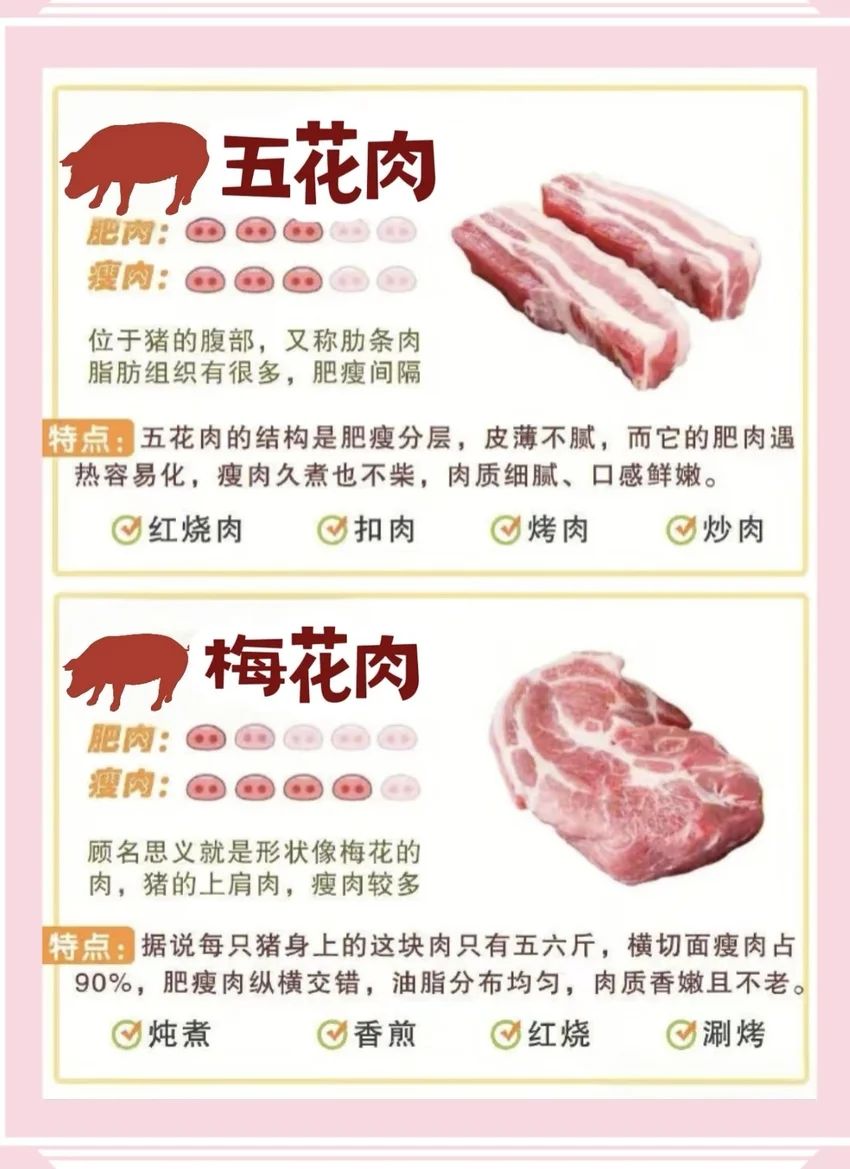 五花肉
肥肉：
瘦肉：
位于猪的腹部，又称肋条肉
脂肪组织有很多，肥瘦间隔
特点：五花肉的结构是肥瘦分层，皮薄不腻，而它的肥肉遇
热容易化，瘦肉久煮也不柴，肉质细腻、口感鲜嫩。
红烧肉 扣肉 烤肉 炒肉
梅花肉
肥肉：
瘦肉：
顾名思义就是形状像梅花的
肉，猪的上肩肉，瘦肉较多
特点：据说每只猪身上的这块肉只有五六斤，横切面瘦肉占
90%，肥瘦肉纵横交错，油脂分布均匀，肉质香嫩且不老。
炖煮 香煎 红烧 涮烤